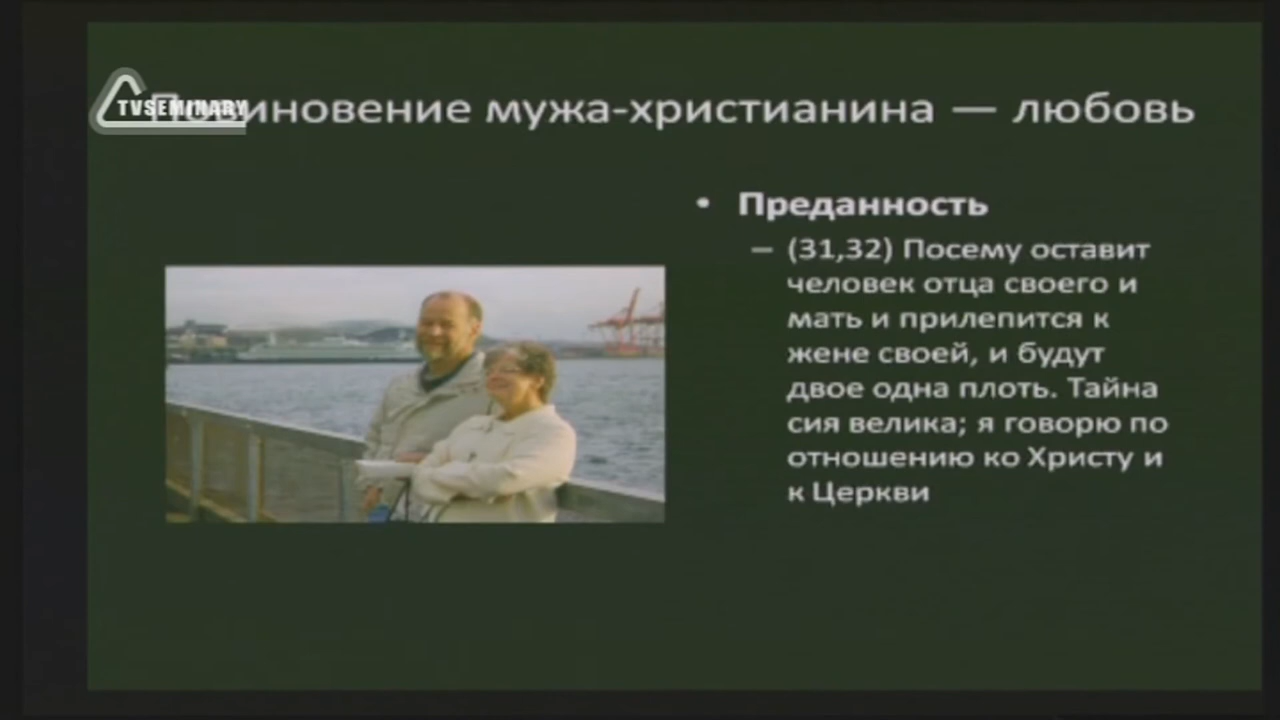 TVSEMINARY
иновение мужа-христианина — любовь
• Преданность
– (31,32) Посему оставит
человек отца своего и
мать и прилепится к
жене своей, и будут
двое одна плоть. Тайна
сия велика; я говорю по
отношению ко Христу и
к Церкви